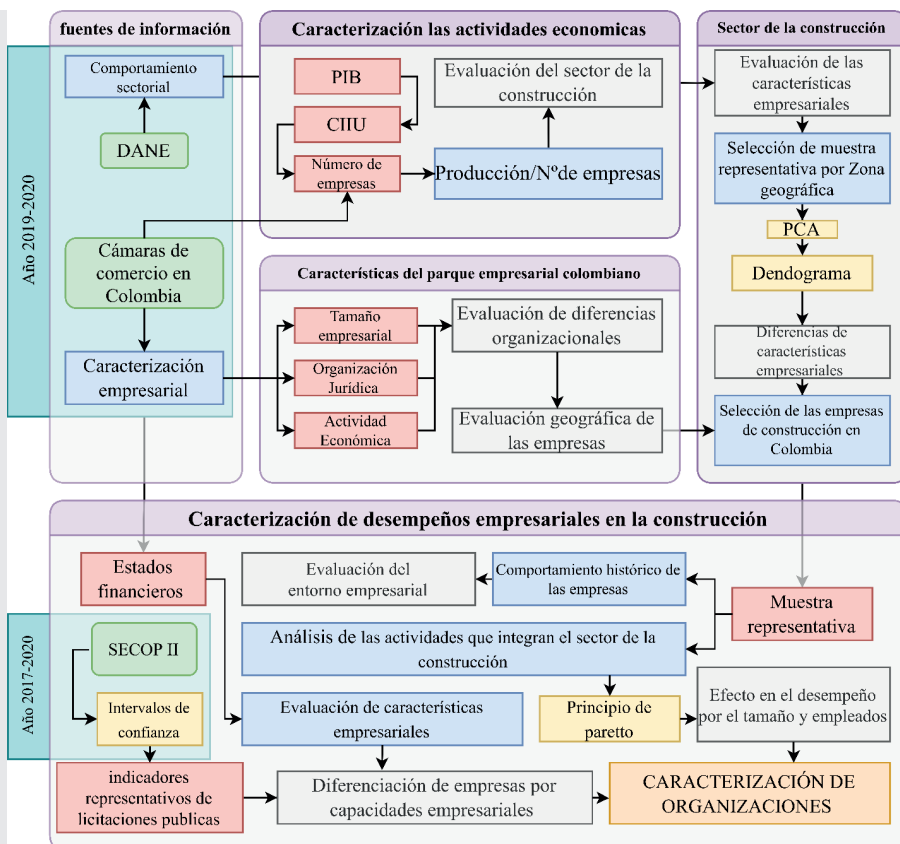 fuentes de información
Año 2019-2020
Comportamiento
sectorial
DANE
Cámaras de
comercio en
Colombia
Caracterización
empresarial
Caracterización las actividades economicas
PIB
CIIU
Número de
empresas
Evaluación del sector de la
construcción
Producción/Nºde empresas
Características del parque empresarial colombiano
Tamaño
empresarial
Organización
Jurídica
Actividad
Económica
Evaluación de diferencias
organizacionales
Evaluación geográfica de
las empresas
Sector de la construcción
Evaluación de las
características
empresariales
Selección de muestra
representativa por Zona
geográfica
PCA
Dendograma
Diferencias de
características
empresariales
Selección de las empresas
de construcción en
Colombia
Caracterización de desempeños empresariales en la construcción
Estados
financieros
Evaluación del
entorno empresarial
Comportamiento histórico de
las empresas
Muestra
representativa
Año 2017-2020
SECOP II
Intervalos de
confianza
Análisis de las actividades que integran el sector de la
construcción
Evaluación de características
empresariales
Principio de
paretto
Efecto en el desempeño
por el tamaño y empleados
indicadores
representativos de
licitaciones publicas
Diferenciación de empresas por
capacidades empresariales
CARACTERIZACIÓN DE
ORGANIZACIONES